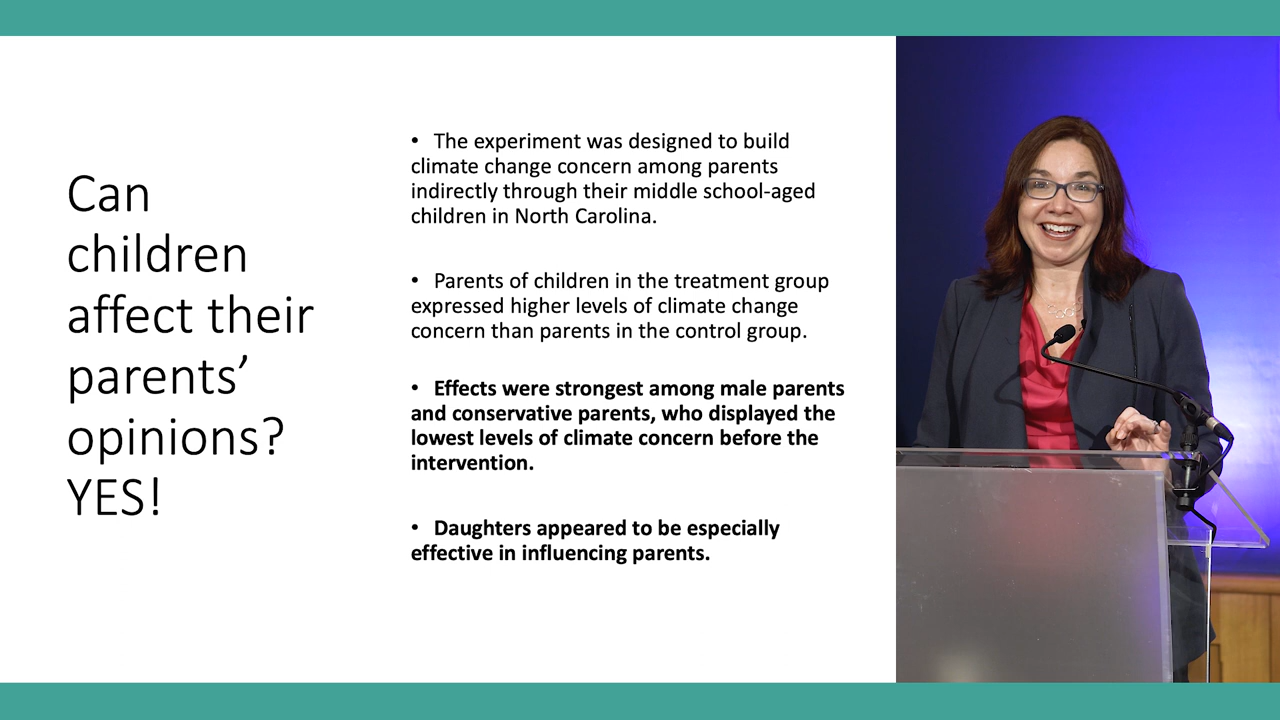 Can
children
affect their
parents’
opinions?
YES!
• The experiment was designed to build
climate change concern among parents
indirectly through their middle school-aged
children in North Carolina.
• Parents of children in the treatment group
expressed higher levels of climate change
concern than parents in the control group.
• Effects were strongest among male parents
and conservative parents, who displayed the
lowest levels of climate concern before the
intervention.
• Daughters appeared to be especially
effective in influencing parents.